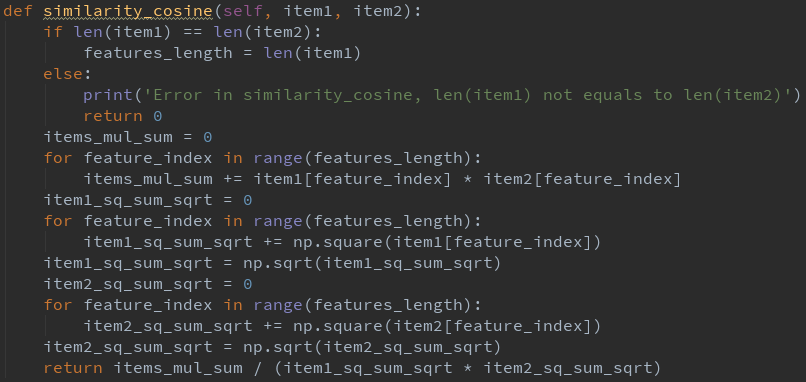 def similarity_cosine(self, item1, item2):
    if len(item1) == len(item2):
        features_length = len(item1)
    else:
        print('Error in similarity_cosine, len(item1) not equals to len(item2)')
        return 0
    items_mul_sum = 0
    for feature_index in range(features_length):
        items_mul_sum += item1[feature_index] * item2[feature_index]
    item1_sq_sum_sqrt = 0
    for feature_index in range(features_length):
        item1_sq_sum_sqrt += np.square(item1[feature_index])
    item1_sq_sum_sqrt = np.sqrt(item1_sq_sum_sqrt)
    item2_sq_sum_sqrt = 0
    for feature_index in range(features_length):
        item2_sq_sum_sqrt += np.square(item2[feature_index])
    item2_sq_sum_sqrt = np.sqrt(item2_sq_sum_sqrt)
    return items_mul_sum / (item1_sq_sum_sqrt * item2_sq_sum_sqrt)